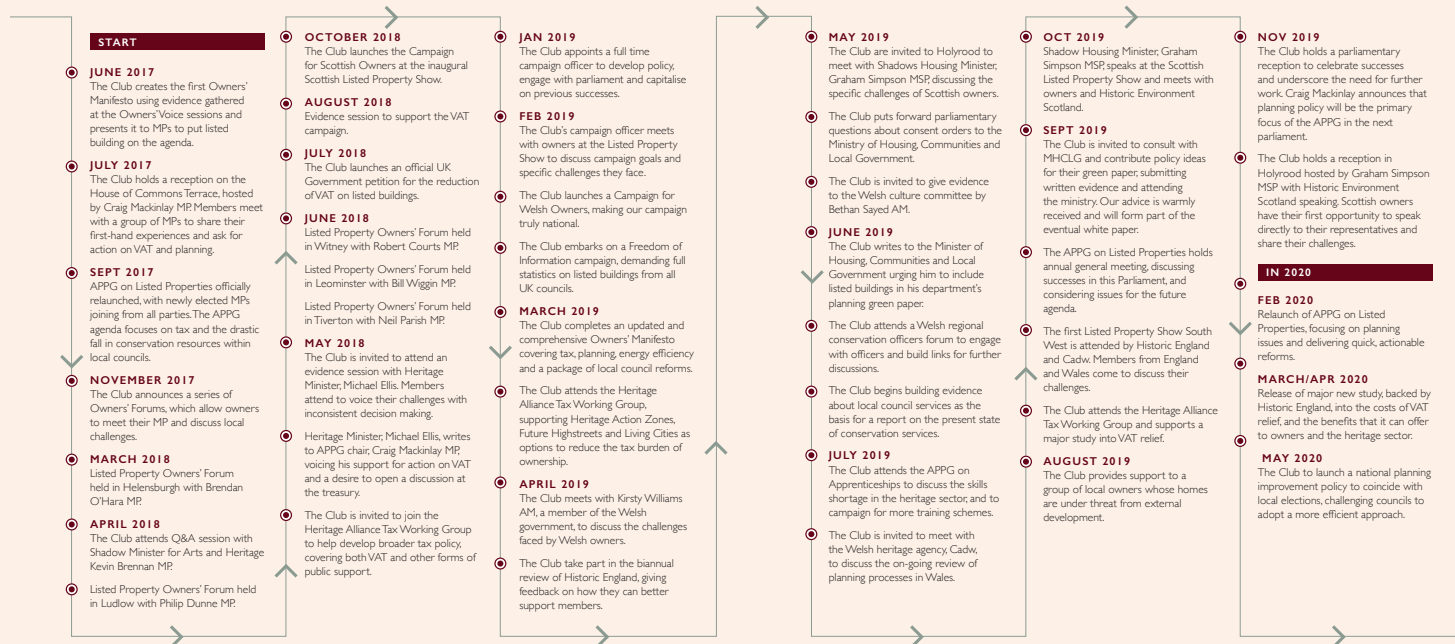 START
JUNE 2017
The Club creates the first Owners'
Manifesto using evidence gathered
at the Owners' Voice sessions and
presents it to MPs to put listed
building on the agenda.
JULY 2017
The Club holds a reception on the
House of Commons Terrace, hosted
by Craig Mackinlay MP. Members meet
with a group of MPs to share their
first-hand experiences and ask for
action on VAT and planning.
SEPT 2017
APPG on Listed Properties officially
relaunched, with newly elected MPs
joining from all parties. The APPG
agenda focuses on tax and the drastic
fall in conservation resources within
local councils.
NOVEMBER 2017
The Club announces a series of
Owners' Forums, which allow owners
to meet their MP and discuss local
challenges.
MARCH 2018
Listed Property Owners' Forum
held in Helensburgh with Brendan
O'Hara MP.
APRIL 2018
The Club attends Q&A session with
Shadow Minister for Arts and Heritage
Kevin Brennan MP.
Listed Property Owners' Forum held
in Ludlow with Philip Dunne MP.
OCTOBER 2018
The Club launches the Campaign
for Scottish Owners at the inaugural
Scottish Listed Property Show.
AUGUST 2018
Evidence session to support the VAT
campaign.
JULY 2018
The Club launches an official UK
Government petition for the reduction
of VAT on listed buildings.
JUNE 2018
Listed Property Owners' Forum held
in Witney with Robert Courts MP.
Listed Property Owners' Forum held
in Leominster with Bill Wiggin MP.
Listed Property Owners' Forum held
in Tiverton with Neil Parish MP.
MAY 2018
The Club is invited to attend an
evidence session with Heritage
Minister, Michael Ellis. Members
attend to voice their challenges with
inconsistent decision making.
Heritage Minister, Michael Ellis, writes
to APPG chair, Craig Mackinlay MP,
voicing his support for action on VAT
and a desire to open a discussion at
the treasury.
The Club is invited to join the
Heritage Alliance Tax Working Group
to help develop broader tax policy,
covering both VAT and other forms of
public support.
JAN 2019
The Club appoints a full time
campaign officer to develop policy,
engage with parliament and capitalise
on previous successes.
FEB 2019
The Club's campaign officer meets
with owners at the Listed Property
Show to discuss campaign goals and
specific challenges they face.
The Club launches a Campaign for
Welsh Owners, making our campaign
truly national.
The Club embarks on a Freedom of
Information campaign, demanding full
statistics on listed buildings from all
UK councils.
MARCH 2019
The Club completes an updated and
comprehensive Owners' Manifesto
covering tax, planning, energy efficiency
and a package of local council reforms.
The Club attends the Heritage
Alliance Tax Working Group,
supporting Heritage Action Zones,
Future Highstreets and Living Cities as
options to reduce the tax burden of
ownership.
APRIL 2019
The Club meets with Kirsty Williams
AM, a member of the Welsh
government, to discuss the challenges
faced by Welsh owners.
The Club take part in the biannual
review of Historic England, giving
feedback on how they can better
support members.
MAY 2019
The Club are invited to Holyrood to
meet with Shadows Housing Minister,
Graham Simpson MSP, discussing the
specific challenges of Scottish owners.
The Club puts forward parliamentary
questions about consent orders to the
Ministry of Housing, Communities and
Local Government.
The Club is invited to give evidence
to the Welsh culture committee by
Bethan Sayed AM.
JUNE 2019
The Club writes to the Minister of
Housing, Communities and Local
Government urging him to include
listed buildings in his department's
planning green paper.
The Club attends a Welsh regional
conservation officers forum to engage
with officers and build links for further
discussions.
The Club begins building evidence
about local council services as the
basis for a report on the present state
of conservation services.
JULY 2019
The Club attends the APPG on
Apprenticeships to discuss the skills
shortage in the heritage sector, and to
campaign for more training schemes.
The Club is invited to meet with
the Welsh heritage agency, Cadw,
to discuss the on-going review of
planning processes in Wales.
OCT 2019
Shadow Housing Minister, Graham
Simpson MSP, speaks at the Scottish
Listed Property Show and meets with
owners and Historic Environment
Scotland.
SEPT 2019
The Club is invited to consult with
MHCLG and contribute policy ideas
for their green paper, submitting
written evidence and attending
the ministry. Our advice is warmly
received and will form part of the
eventual white paper.
The APPG on Listed Properties holds
annual general meeting, discussing
successes in this Parliament, and
considering issues for the future
agenda.
The first Listed Property Show South
West is attended by Historic England
and Cadw. Members from England
and Wales come to discuss their
challenges.
The Club attends the Heritage Alliance
Tax Working Group and supports a
major study into VAT relief.
AUGUST 2019
The Club provides support to a
group of local owners whose homes
are under threat from external
development.
NOV 2019
The Club holds a parliamentary
reception to celebrate successes
and underscore the need for further
work. Craig Mackinlay announces that
planning policy will be the primary
focus of the APPG in the next
parliament.
The Club holds a reception in
Holyrood hosted by Graham Simpson
MSP with Historic Environment
Scotland speaking. Scottish owners
have their first opportunity to speak
directly to their representatives and
share their challenges.
IN 2020
FEB 2020
Relaunch of APPG on Listed
Properties, focusing on planning
issues and delivering quick, actionable
reforms.
MARCH/APR 2020
Release of major new study, backed by
Historic England, into the costs of VAT
relief, and the benefits that it can offer
to owners and the heritage sector.
MAY 2020
The Club to launch a national planning
improvement policy to coincide with
local elections, challenging councils to
adopt a more efficient approach.